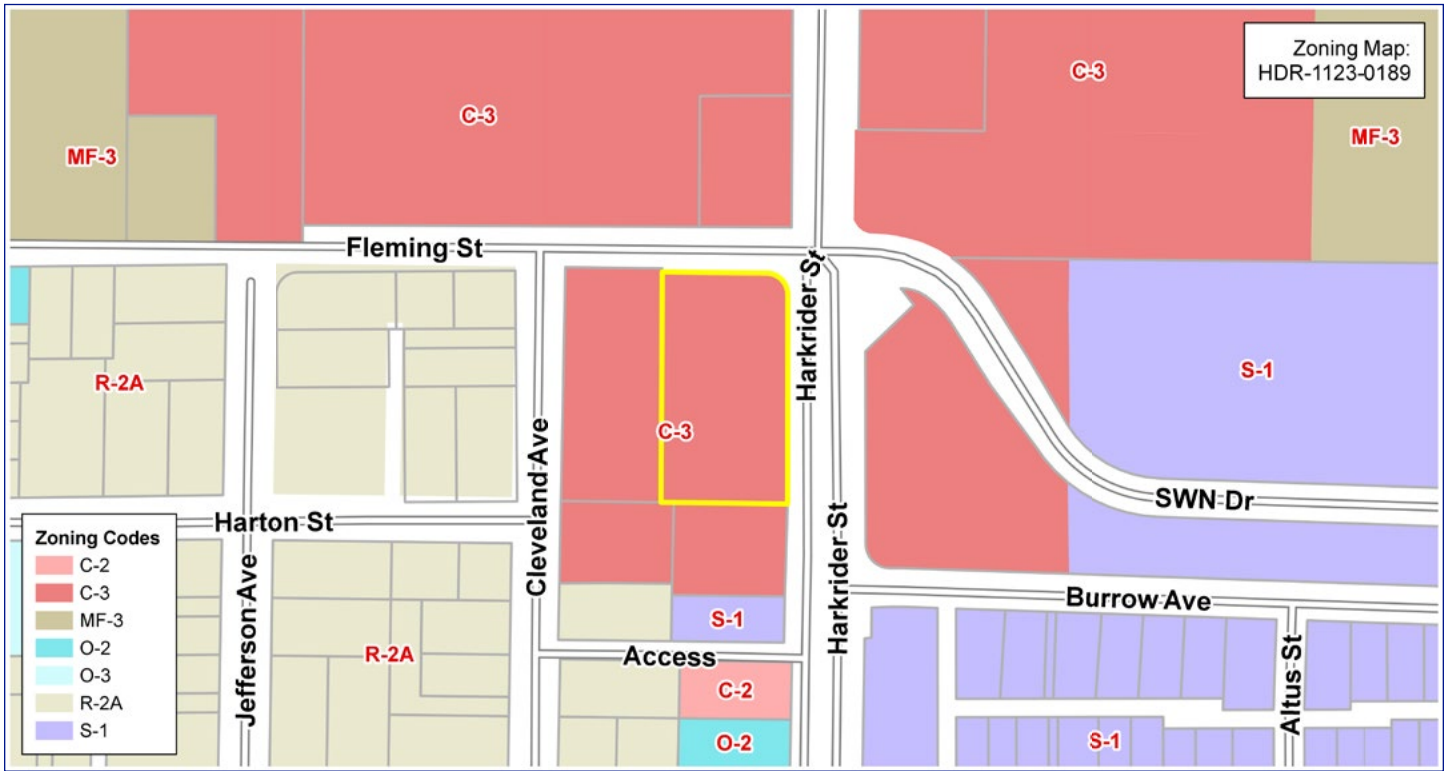 Zoning Map:
HDR-1123-0189
C-3
C-3
MF-3
MF-3
Fleming St
Harkrider St
R-2A
S-1
C-3
Cleveland Ave
SWN Dr
Harton St
Harkrider St
Zoning Codes
C-2
C-3
MF-3
O-2
O-3
R-2A
S-1
Jefferson Ave
Burrow Ave
S-1
R-2A
Access
Altus St
C-2
O-2
S-1